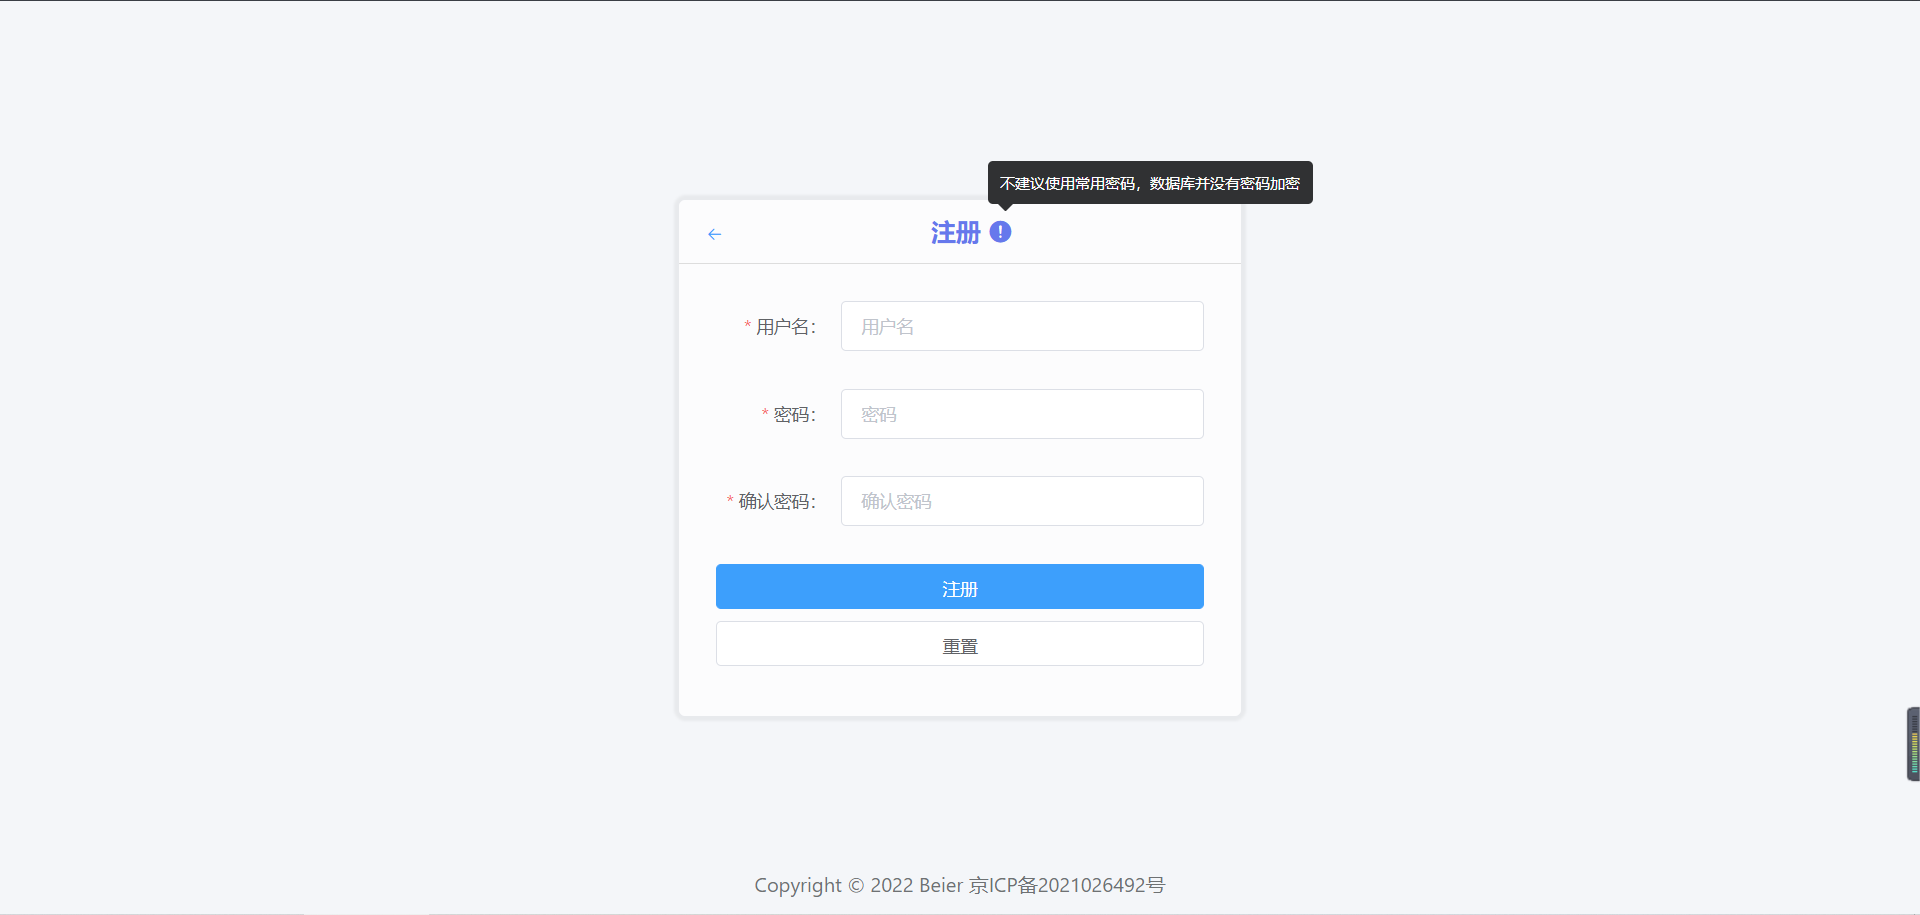 不建议使用常用密码，数据库并没有密码加密
注册
* 用户名：
用户名
* 密码：
密码
* 确认密码：
确认密码
注册
重置
Copyright © 2022 Beier 京ICP备2021026492号